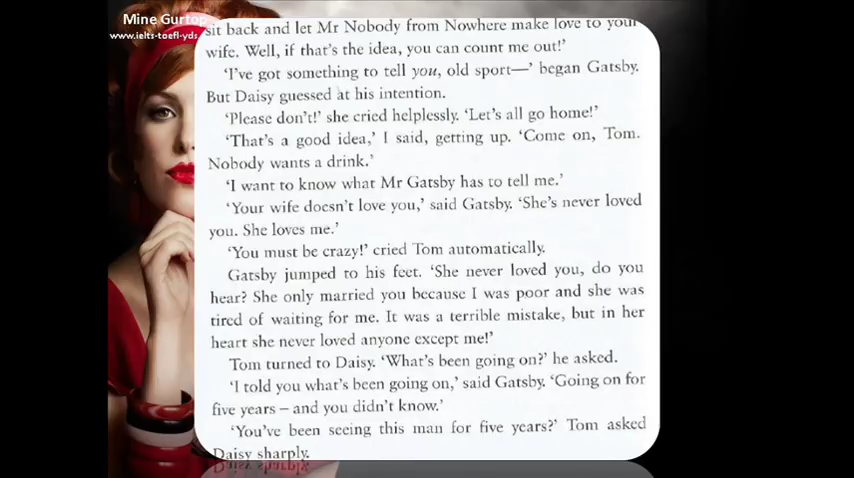 Mine Gurtop
www.ielts-toefl-yds
sit back and let Mr Nobody from Nowhere make love to your
wife. Well, if that's the idea, you can count me out!'
'I've got something to tell you, old sport—' began Gatsby.
But Daisy guessed at his intention.
'Please don't!' she cried helplessly. 'Let's all go home!'
'That's a good idea,' I said, getting up. 'Come on, Tom.
Nobody wants a drink.'
'I want to know what Mr Gatsby has to tell me.'
'Your wife doesn't love you,' said Gatsby. 'She's never loved
you. She loves me.'
'You must be crazy!' cried Tom automatically.
Gatsby jumped to his feet. 'She never loved you, do you
hear? She only married you because I was poor and she was
tired of waiting for me. It was a terrible mistake, but in her
heart she never loved anyone except me!'
Tom turned to Daisy. 'What's been going on?' he asked.
'I told you what's been going on,' said Gatsby. 'Going on for
five years – and you didn't know.'
'You've been seeing this man for five years?' Tom asked
Daisy sharply.